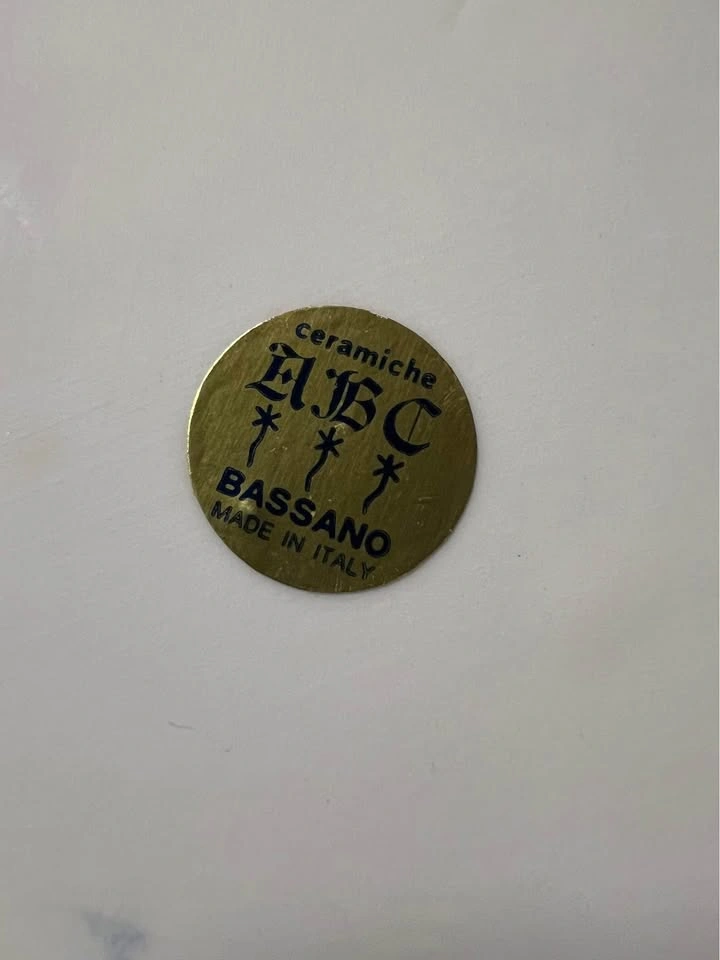 ceramiche
ABC
BASSANO
MADE IN ITALY